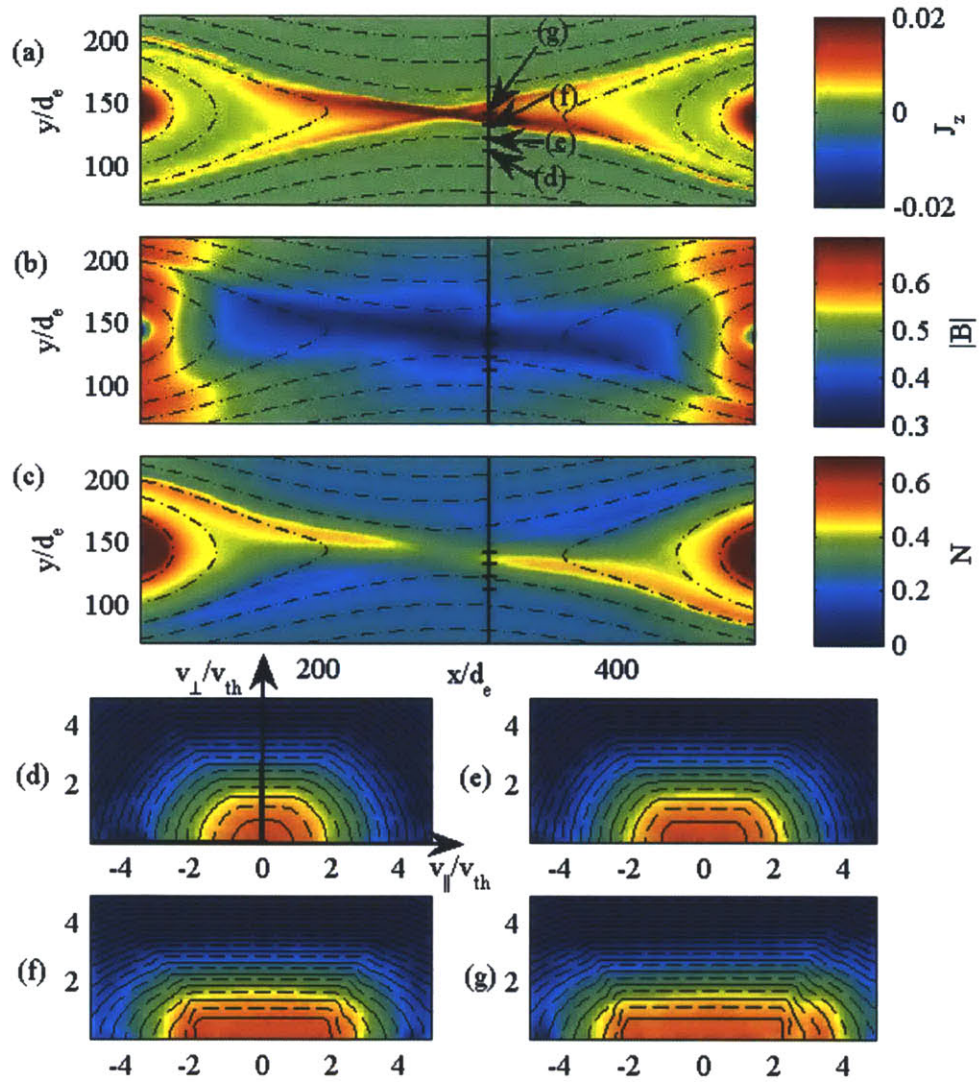 (a)
y/d_e
200
150
100
(g)
(f)
(e)
(d)
0.02
0
-0.02
J_z
(b)
y/d_e
200
150
100
0.6
0.5
0.4
0.3
|B|
(c)
y/d_e
200
150
100
0.6
0.4
0.2
0
N
200 x/d_e 400
v_⊥/v_th
(d)
4
2
-4 -2 0 2 4
v_∥/v_th
(e)
4
2
-4 -2 0 2 4
(f)
4
2
-4 -2 0 2 4
(g)
4
2
-4 -2 0 2 4